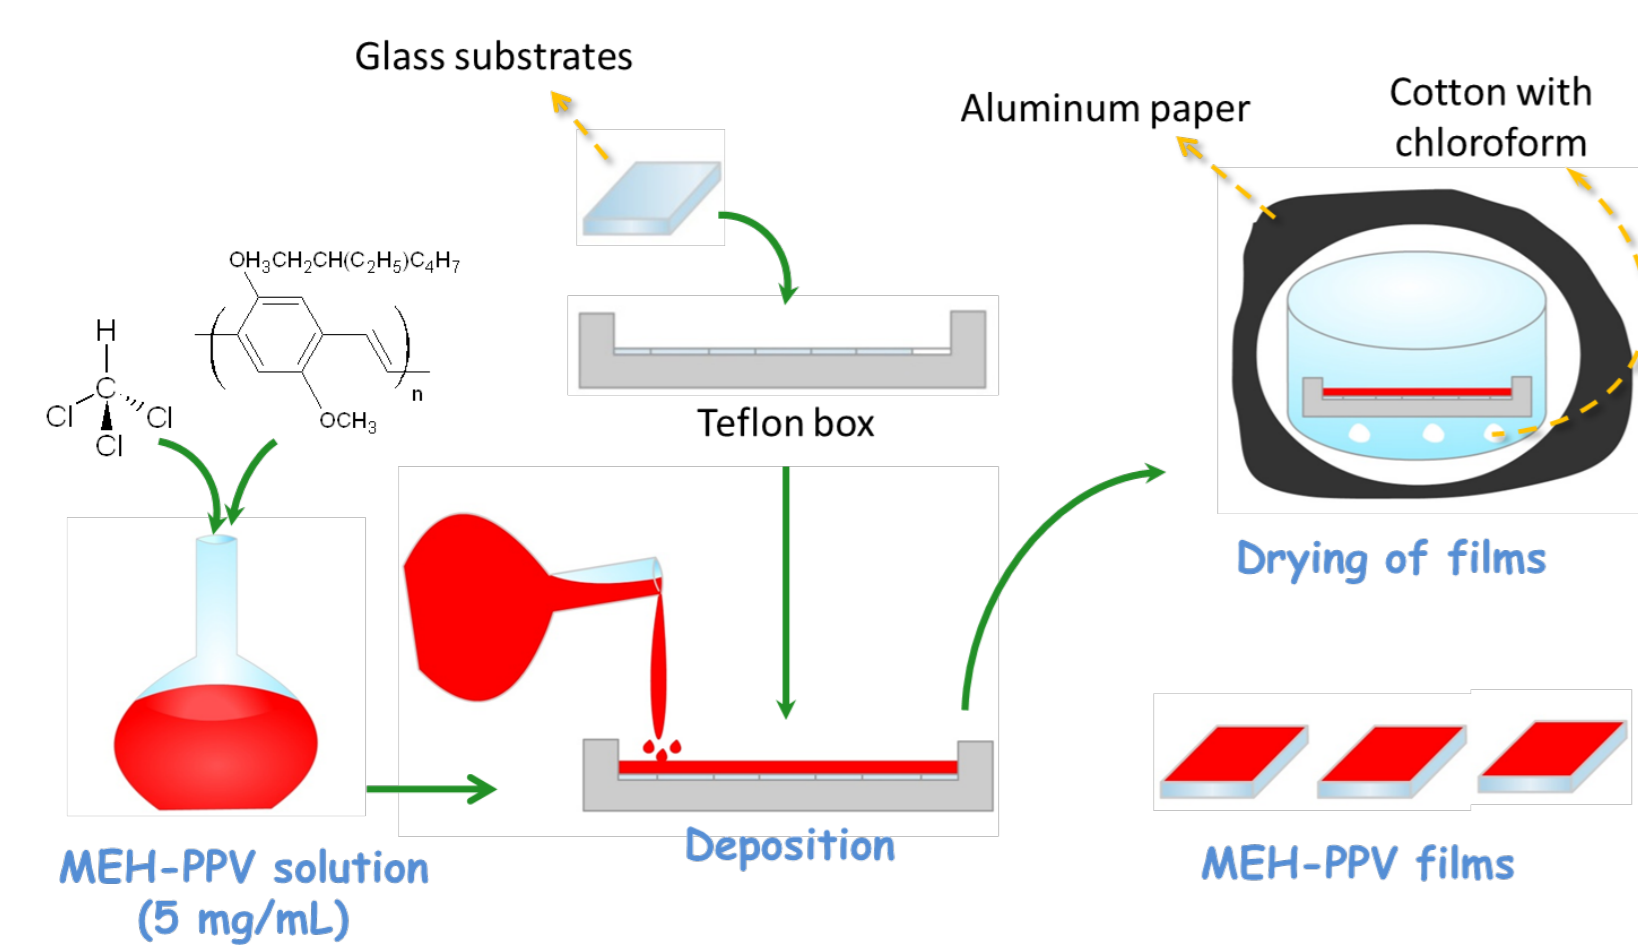 Glass substrates
Aluminum paper
Cotton with
chloroform
OH₃CH₂CH(C₂H₅)C₄H₇
H
C
Cl
Cl
Cl
n
OCH₃
Teflon box
Drying of films
MEH-PPV solution
(5 mg/mL)
Deposition
MEH-PPV films